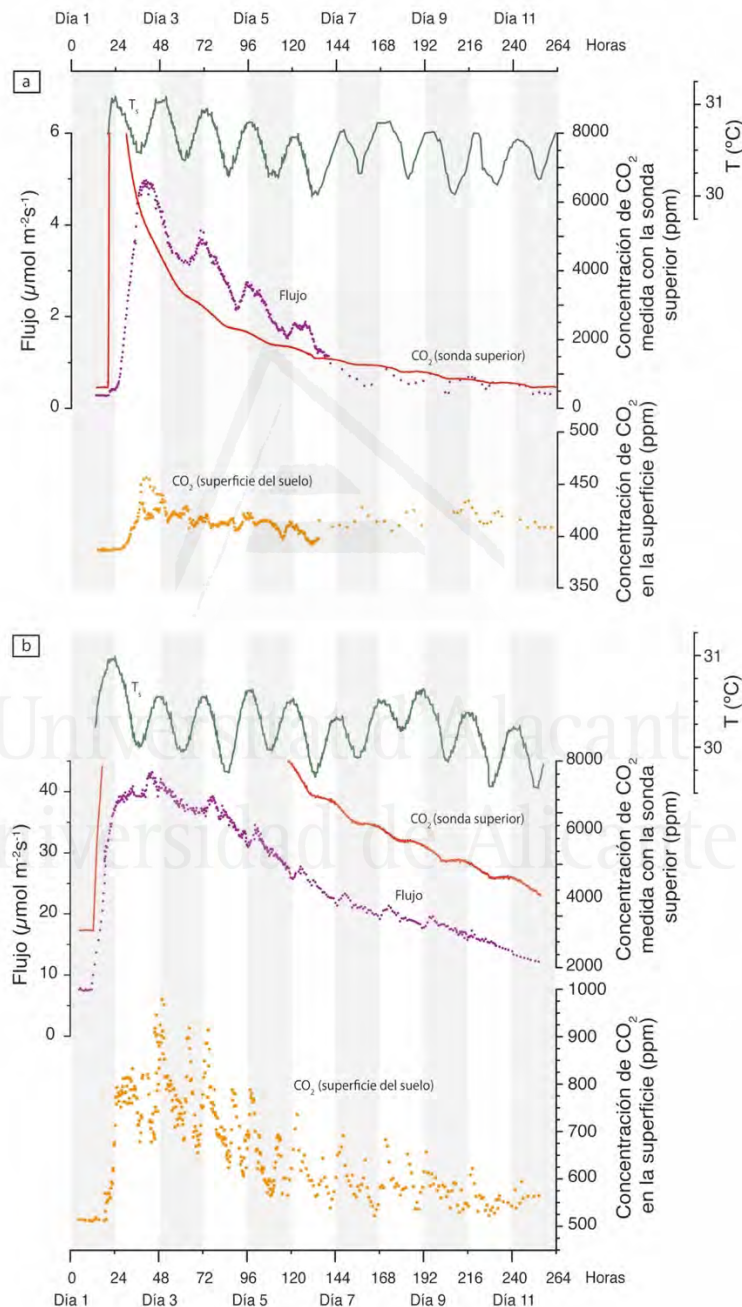 Día 1 Día 3 Día 5 Día 7 Día 9 Día 11
0 24 48 72 96 120 144 168 192 216 240 264 Horas
a
Ts
31
30
T (ºC)
6
4
2
0
Flujo (µmol m⁻²s⁻¹)
8000
6000
4000
2000
0
Concentración de CO₂
medida con la sonda
superior (ppm)
Flujo
CO₂ (sonda superior)
500
450
400
350
Concentración de CO₂
en la superficie (ppm)
CO₂ (superficie del suelo)
b
Ts
31
30
T (ºC)
40
30
20
10
0
Flujo (µmol m⁻²s⁻¹)
8000
6000
4000
2000
Concentración de CO₂
medida con la sonda
superior (ppm)
CO₂ (sonda superior)
Flujo
Universitat d'Alacant
Universidad de Alicante
1000
900
800
700
600
500
Concentración de CO₂
en la superficie (ppm)
CO₂ (superficie del suelo)
0 24 48 72 96 120 144 168 192 216 240 264 Horas
Día 1 Día 3 Día 5 Día 7 Día 9 Día 11